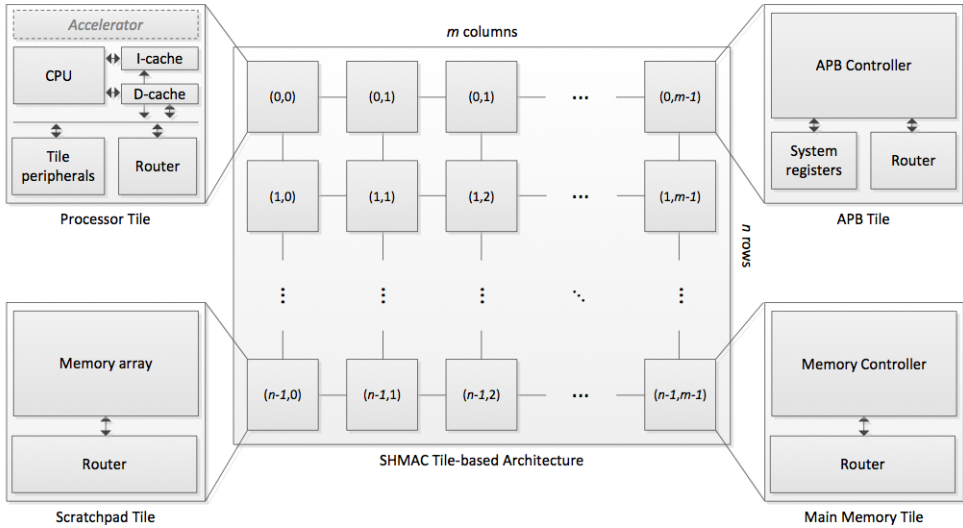 Accelerator
CPU
I-cache
D-cache
Tile
peripherals
Router
Processor Tile
m columns
(0,0)
(0,1)
(0,1)
...
(0,m-1)
(1,0)
(1,1)
(1,2)
...
(1,m-1)
n rows
(n-1,0)
(n-1,1)
(n-1,2)
...
(n-1,m-1)
SHMAC Tile-based Architecture
APB Controller
System
registers
Router
APB Tile
Memory array
Router
Scratchpad Tile
Memory Controller
Router
Main Memory Tile